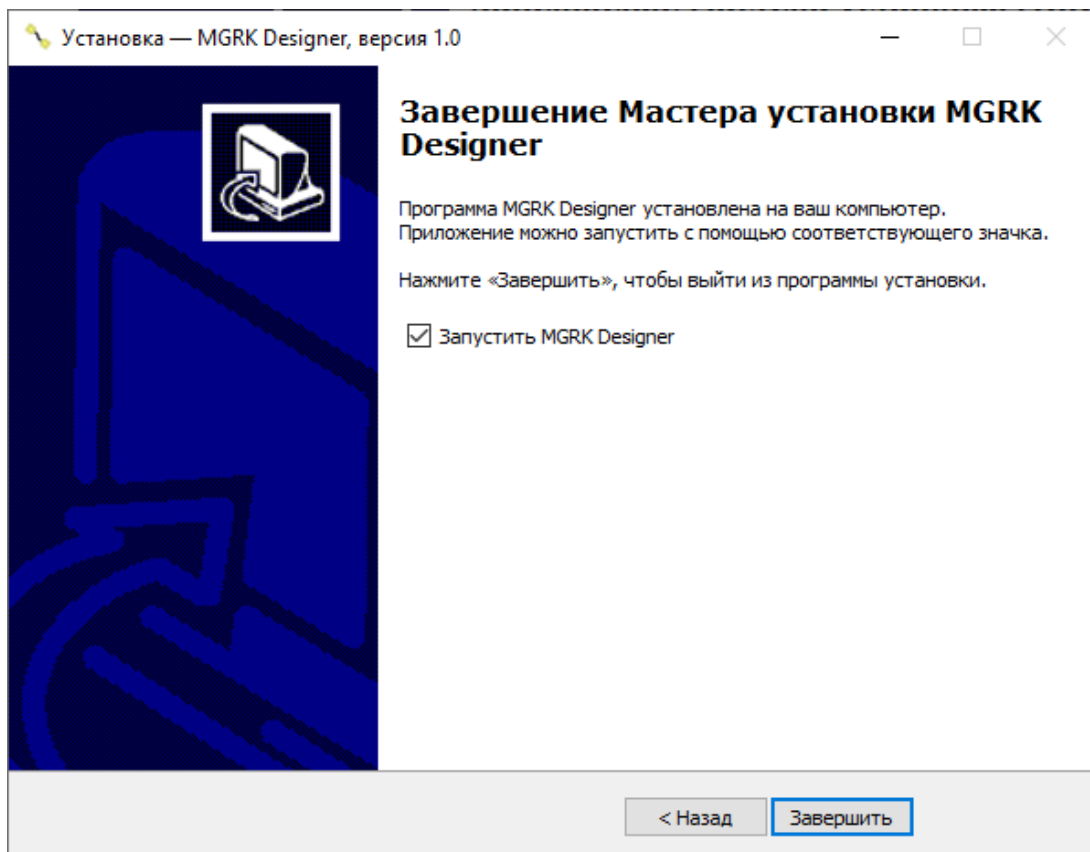 Установка — MGRK Designer, версия 1.0
Завершение Мастера установки MGRK
Designer
Программа MGRK Designer установлена на ваш компьютер.
Приложение можно запустить с помощью соответствующего значка.
Нажмите «Завершить», чтобы выйти из программы установки.
Запустить MGRK Designer
< Назад
Завершить